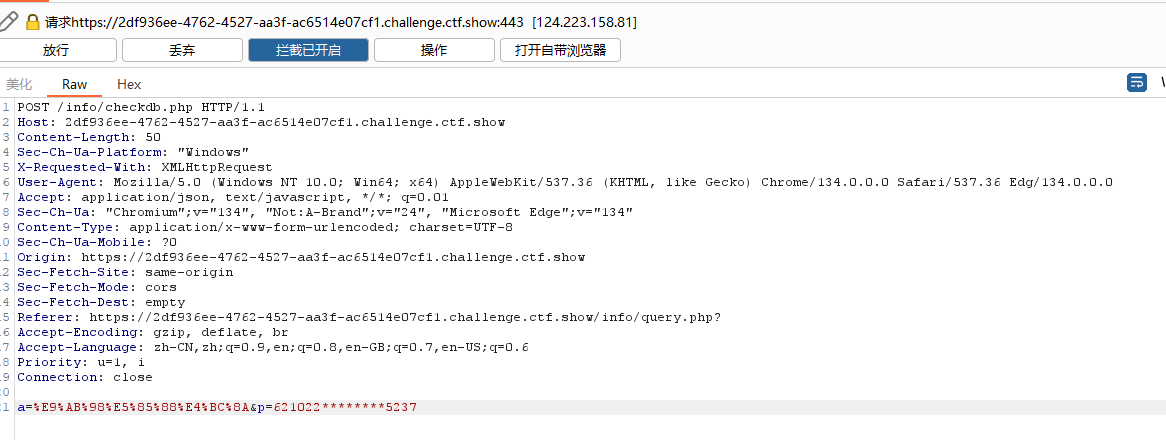 请求https://2df936ee-4762-4527-aa3f-ac6514e07cf1.challenge.ctf.show:443 [124.223.158.81]
放行 丢弃 拦截已开启 操作 打开自带浏览器
美化 Raw Hex
1 POST /info/checkdb.php HTTP/1.1
2 Host: 2df936ee-4762-4527-aa3f-ac6514e07cf1.challenge.ctf.show
3 Content-Length: 50
4 Sec-Ch-Ua-Platform: "Windows"
5 X-Requested-With: XMLHttpRequest
6 User-Agent: Mozilla/5.0 (Windows NT 10.0; Win64; x64) AppleWebKit/537.36 (KHTML, like Gecko) Chrome/134.0.0.0 Safari/537.36 Edg/134.0.0.0
7 Accept: application/json, text/javascript, */*; q=0.01
8 Sec-Ch-Ua: "Chromium";v="134", "Not:A-Brand";v="24", "Microsoft Edge";v="134"
9 Content-Type: application/x-www-form-urlencoded; charset=UTF-8
10 Sec-Ch-Ua-Mobile: ?0
11 Origin: https://2df936ee-4762-4527-aa3f-ac6514e07cf1.challenge.ctf.show
12 Sec-Fetch-Site: same-origin
13 Sec-Fetch-Mode: cors
14 Sec-Fetch-Dest: empty
15 Referer: https://2df936ee-4762-4527-aa3f-ac6514e07cf1.challenge.ctf.show/info/query.php?
16 Accept-Encoding: gzip, deflate, br
17 Accept-Language: zh-CN,zh;q=0.9,en;q=0.8,en-GB;q=0.7,en-US;q=0.6
18 Priority: u=1, i
19 Connection: close
20
21 a=%E9%AB%98%E5%85%88%E4%BC%8A&p=621022********5237